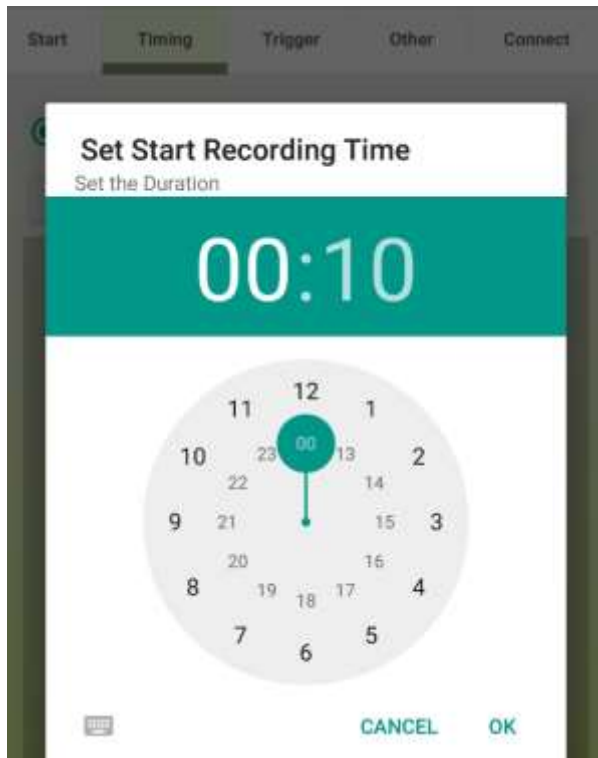 Start Timing Trigger Other Connect
Set Start Recording Time
Set the Duration
00:10
12
11 1
23 00 13
10 2
22 14
9 21 15 3
20 16
8 4
19 18 17
7 5
6
CANCEL OK